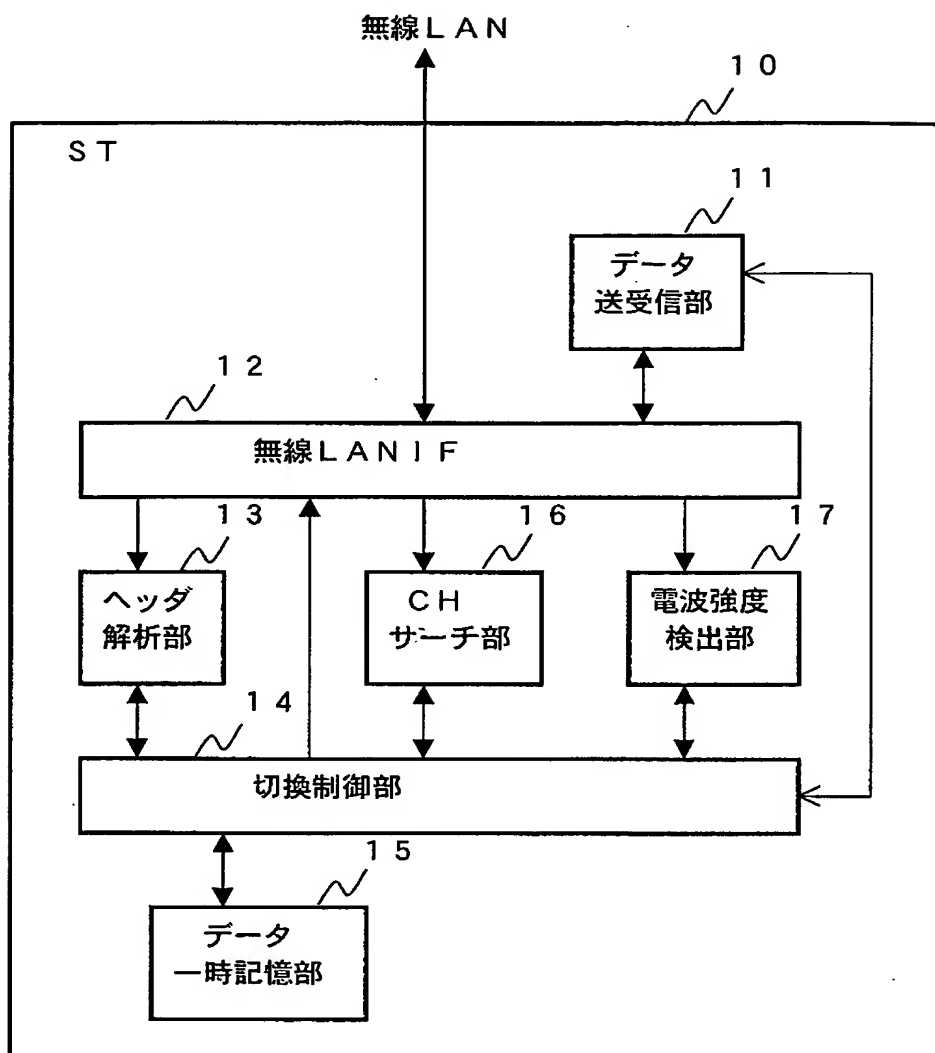 無線LAN
10
ST
11
データ
送受信部
12
無線LANIF
13
16
17
ヘッダ
解析部
CH
サーチ部
電波強度
検出部
14
切換制御部
15
データ
一時記憶部